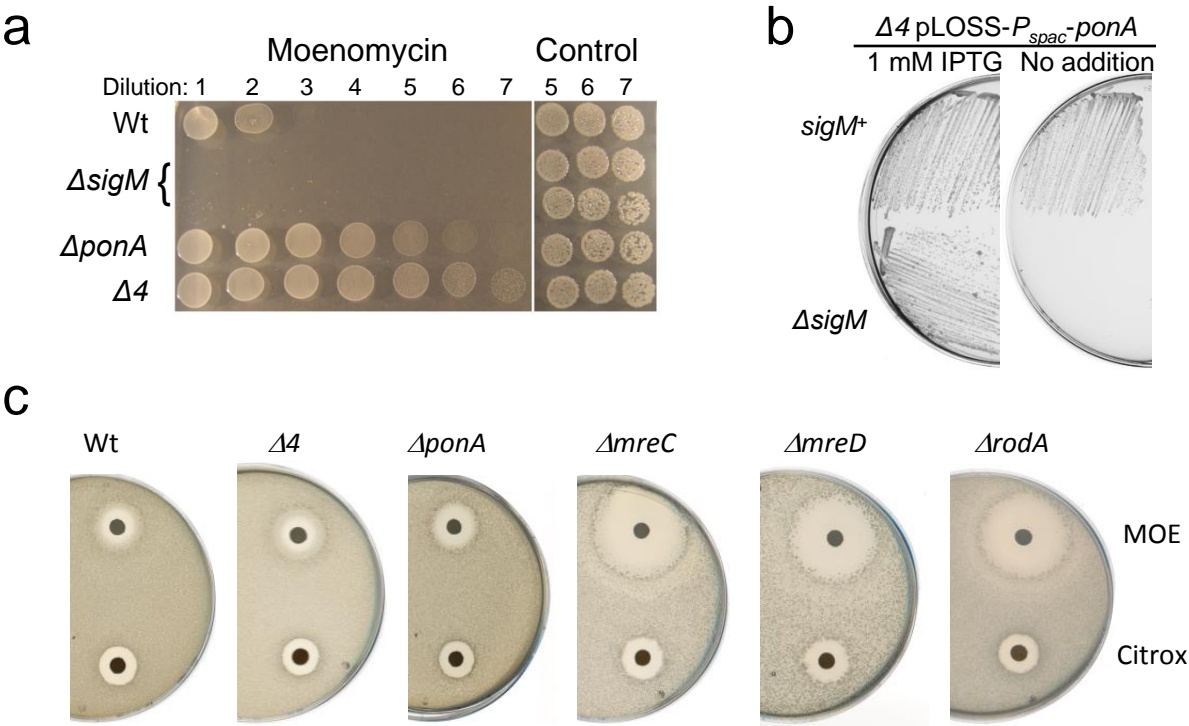 a
Moenomycin Control
Dilution: 1 2 3 4 5 6 7 5 6 7
Wt
ΔsigM {
ΔponA
Δ4
b
Δ4 pLOSS-Pspac-ponA
1 mM IPTG No addition
sigM+
ΔsigM
c
Wt Δ4 ΔponA ΔmreC ΔmreD ΔrodA
MOE
Citrox